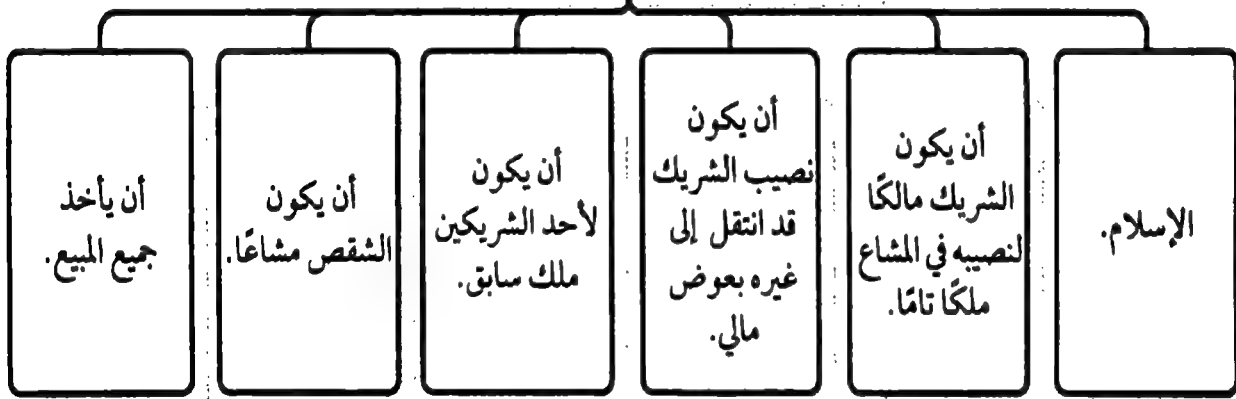 الإسلام.
أن يكون
الشريك مالكًا
لنصيبه في المشاع
ملكًا تامًا.
أن يكون
نصيب الشريك
قد انتقل إلى
غيره بعوض
مالي.
أن يكون
لأحد الشريكين
ملك سابق.
أن يكون
الشقص مشاعًا.
أن يأخذ
جميع المبيع.